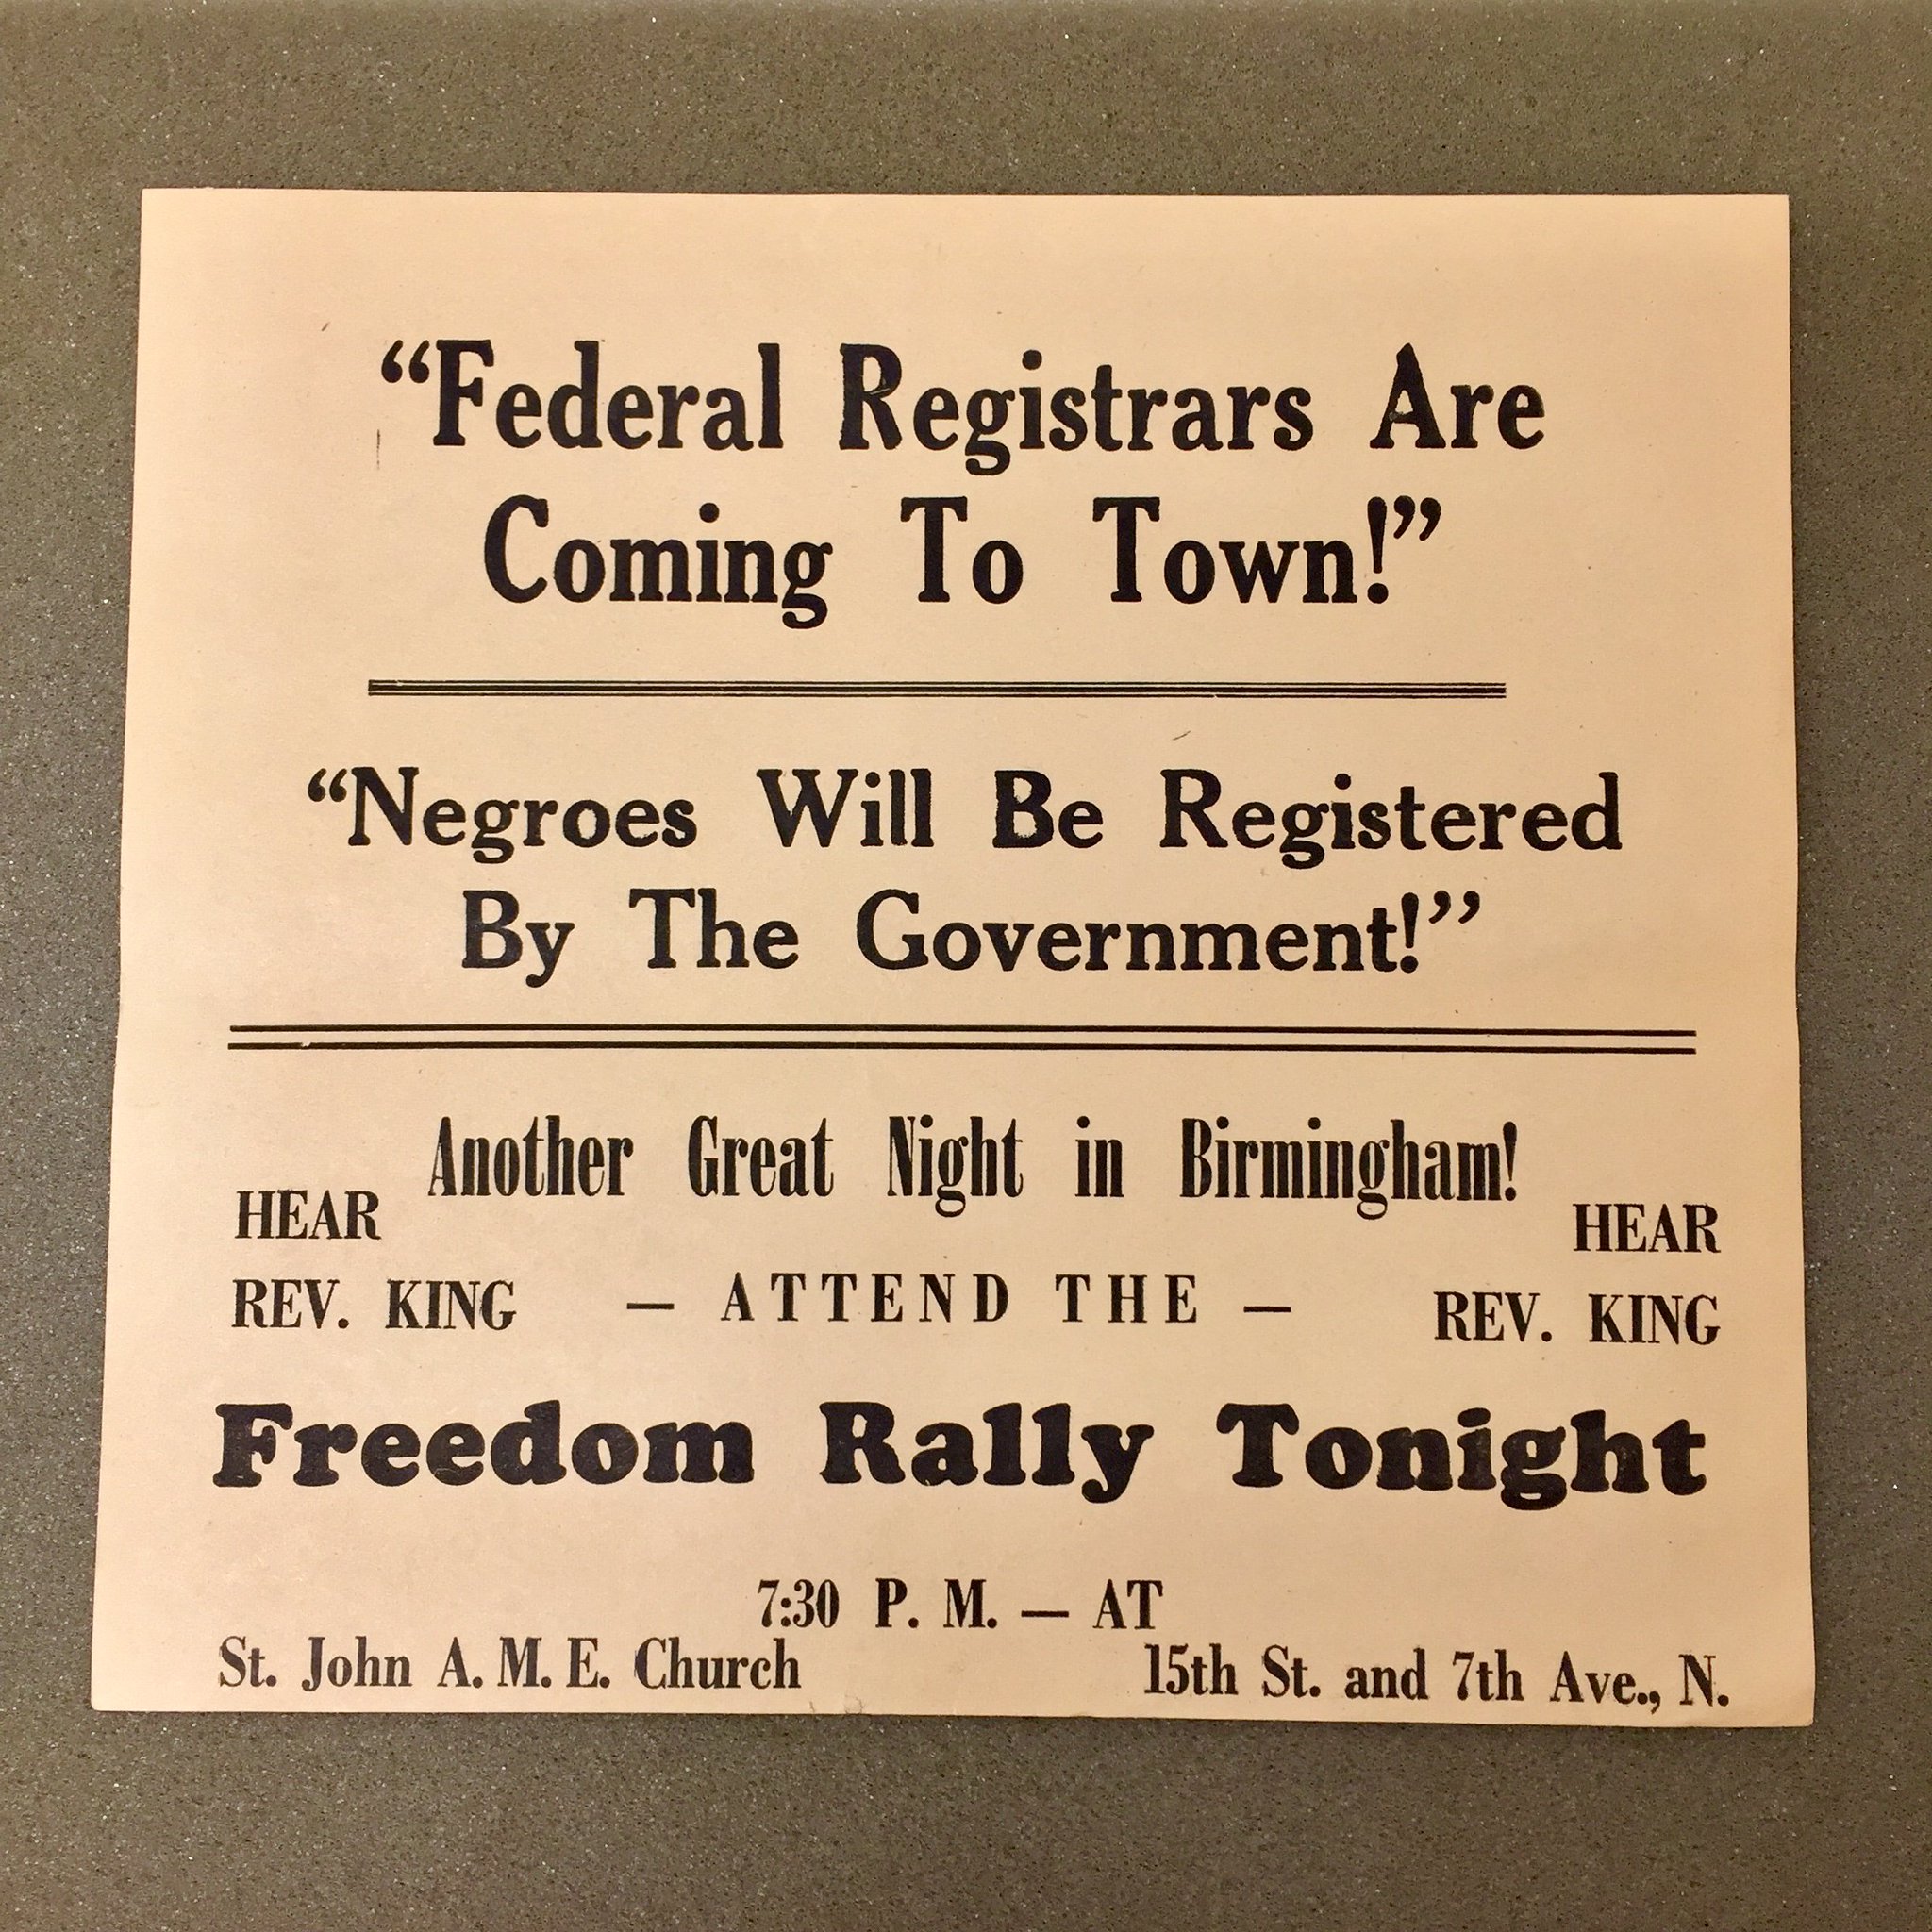 “Federal Registrars Are
Coming To Town!”
“Negroes Will Be Registered
By The Government!’’
Another Great Night in Birmingham!
HEAR HEAR
REV. KING — ATTEND THE — REV. KING
Freedom Rally Tonight
7:30 P. M. — AT
St. John A. M. E. Church 15th St. and 7th Ave., N.